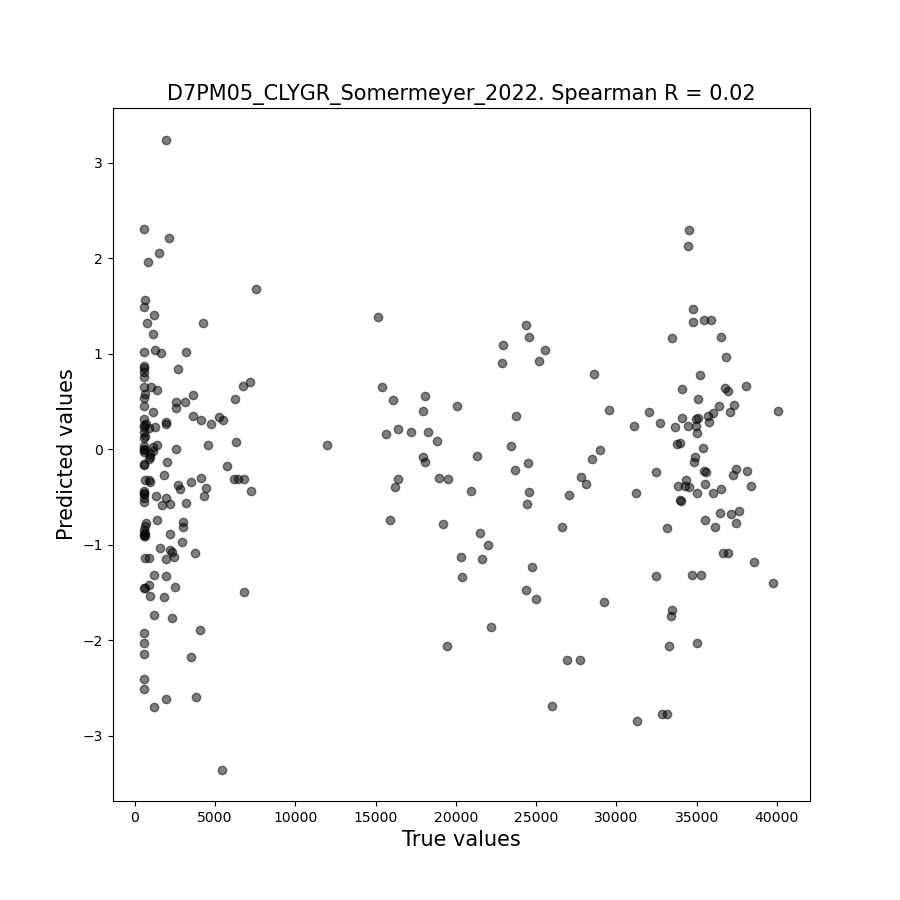 D7PM05_CLYGR_Somermeyer_2022. Spearman R = 0.02
3
2
1
0
−1
−2
−3
Predicted values
0 5000 10000 15000 20000 25000 30000 35000 40000
True values